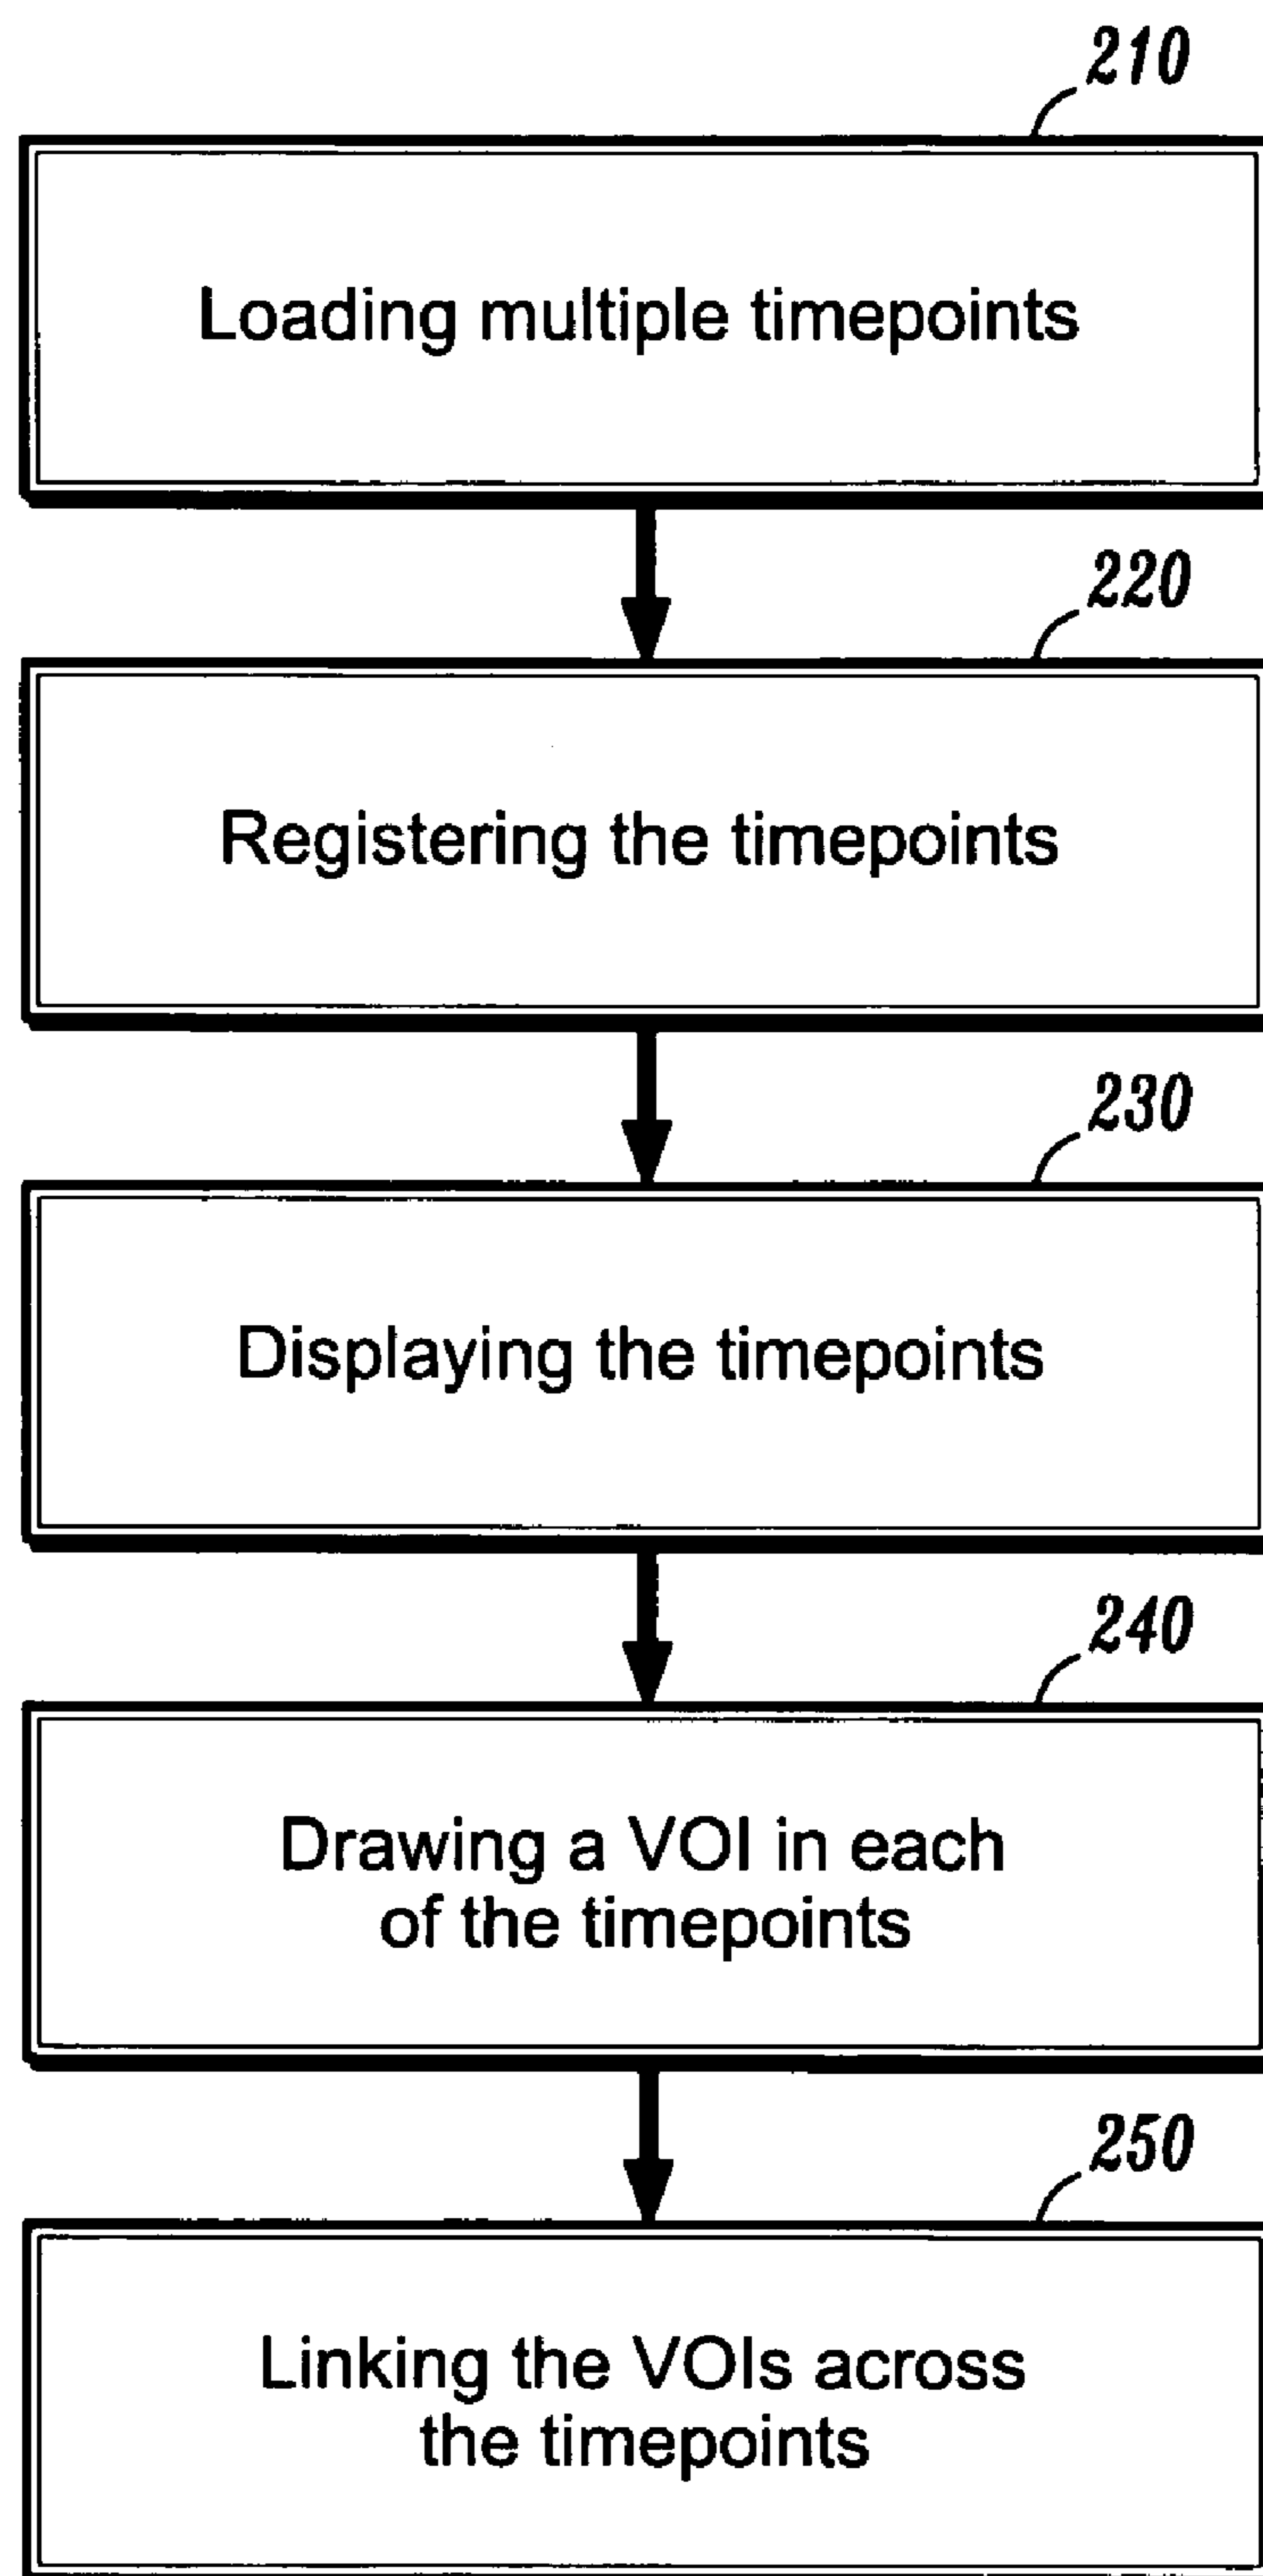 210
Loading multiple timepoints
220
Registering the timepoints
230
Displaying the timepoints
240
Drawing a VOI in each
of the timepoints
250
Linking the VOIs across
the timepoints